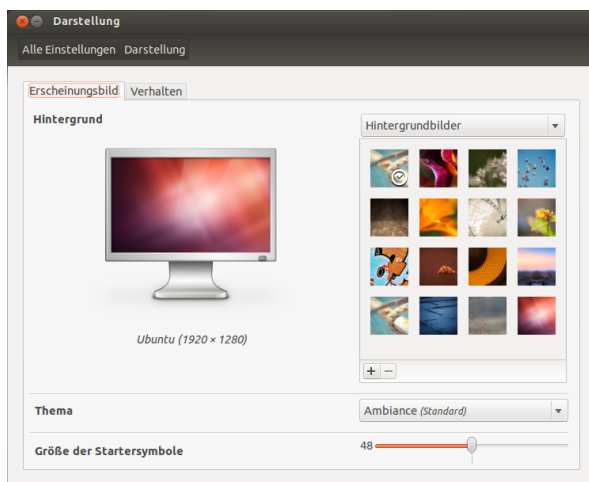 Darstellung
Alle Einstellungen Darstellung
Erscheinungsbild Verhalten
Hintergrund
Hintergrundbilder
Ubuntu (1920 × 1280)
Thema
Ambiance (Standard)
Größe der Startersymbole
48